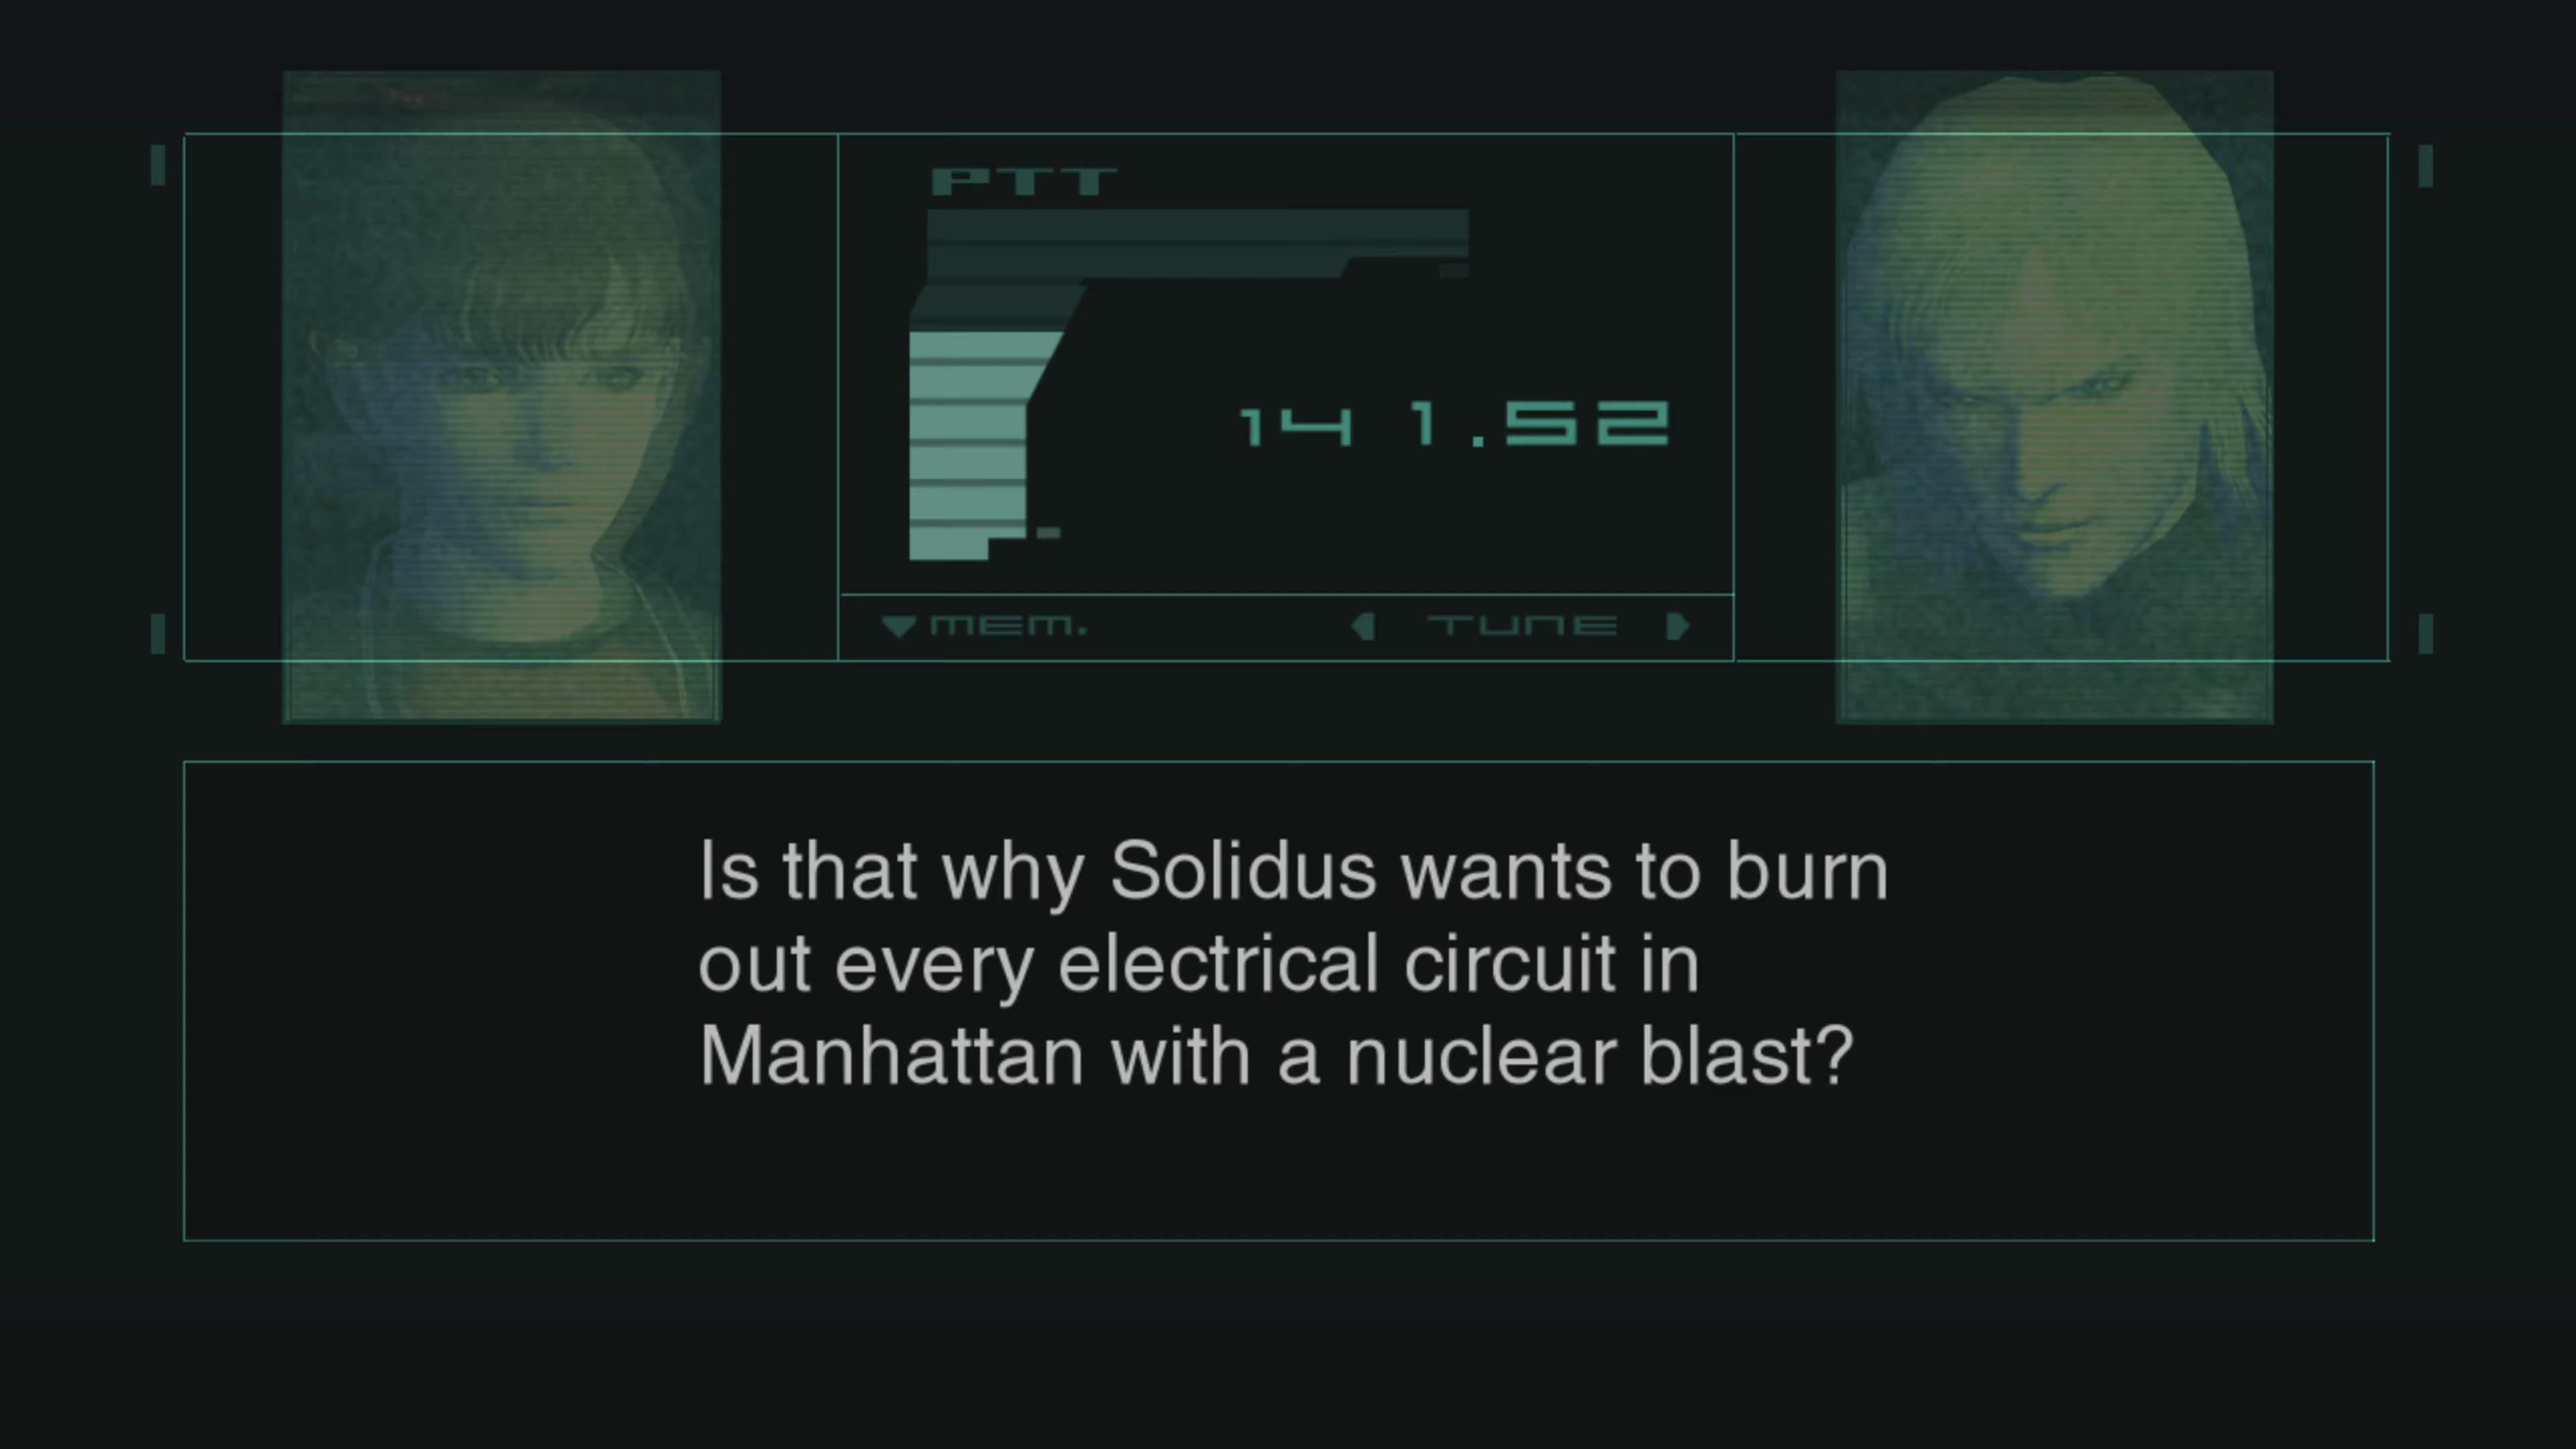 PTT
141.52
MEM.
TUNE
Is that why Solidus wants to burn
out every electrical circuit in
Manhattan with a nuclear blast?